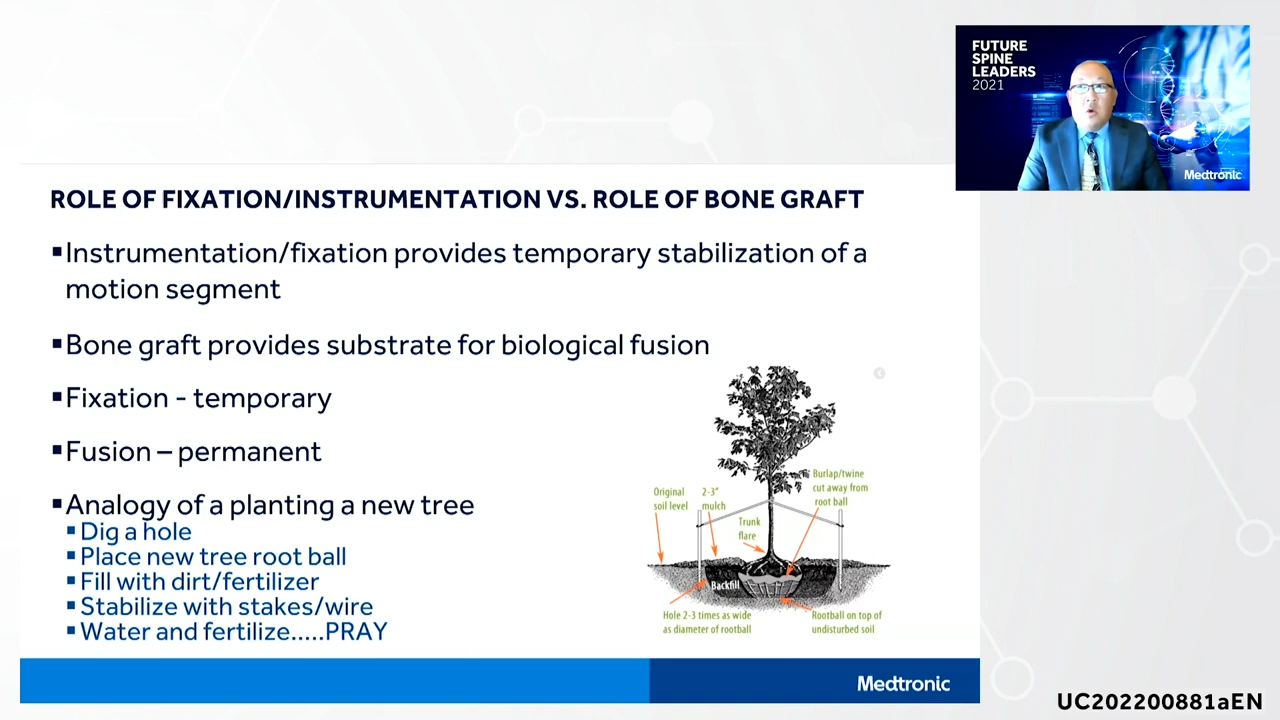 FUTURE
SPINE
LEADERS
2021
Medtronic
ROLE OF FIXATION/INSTRUMENTATION VS. ROLE OF BONE GRAFT
▪Instrumentation/fixation provides temporary stabilization of a
motion segment
▪Bone graft provides substrate for biological fusion
▪Fixation - temporary
▪Fusion – permanent
▪Analogy of a planting a new tree
▪Dig a hole
▪Place new tree root ball
▪Fill with dirt/fertilizer
▪Stabilize with stakes/wire
▪Water and fertilize.....PRAY
Burlap/twine
cut away from
root ball
Original
soil level
2-3"
mulch
Trunk
flare
Backfill
Hole 2-3 times as wide
as diameter of rootball
Rootball on top of
undisturbed soil
Medtronic
UC202200881aEN